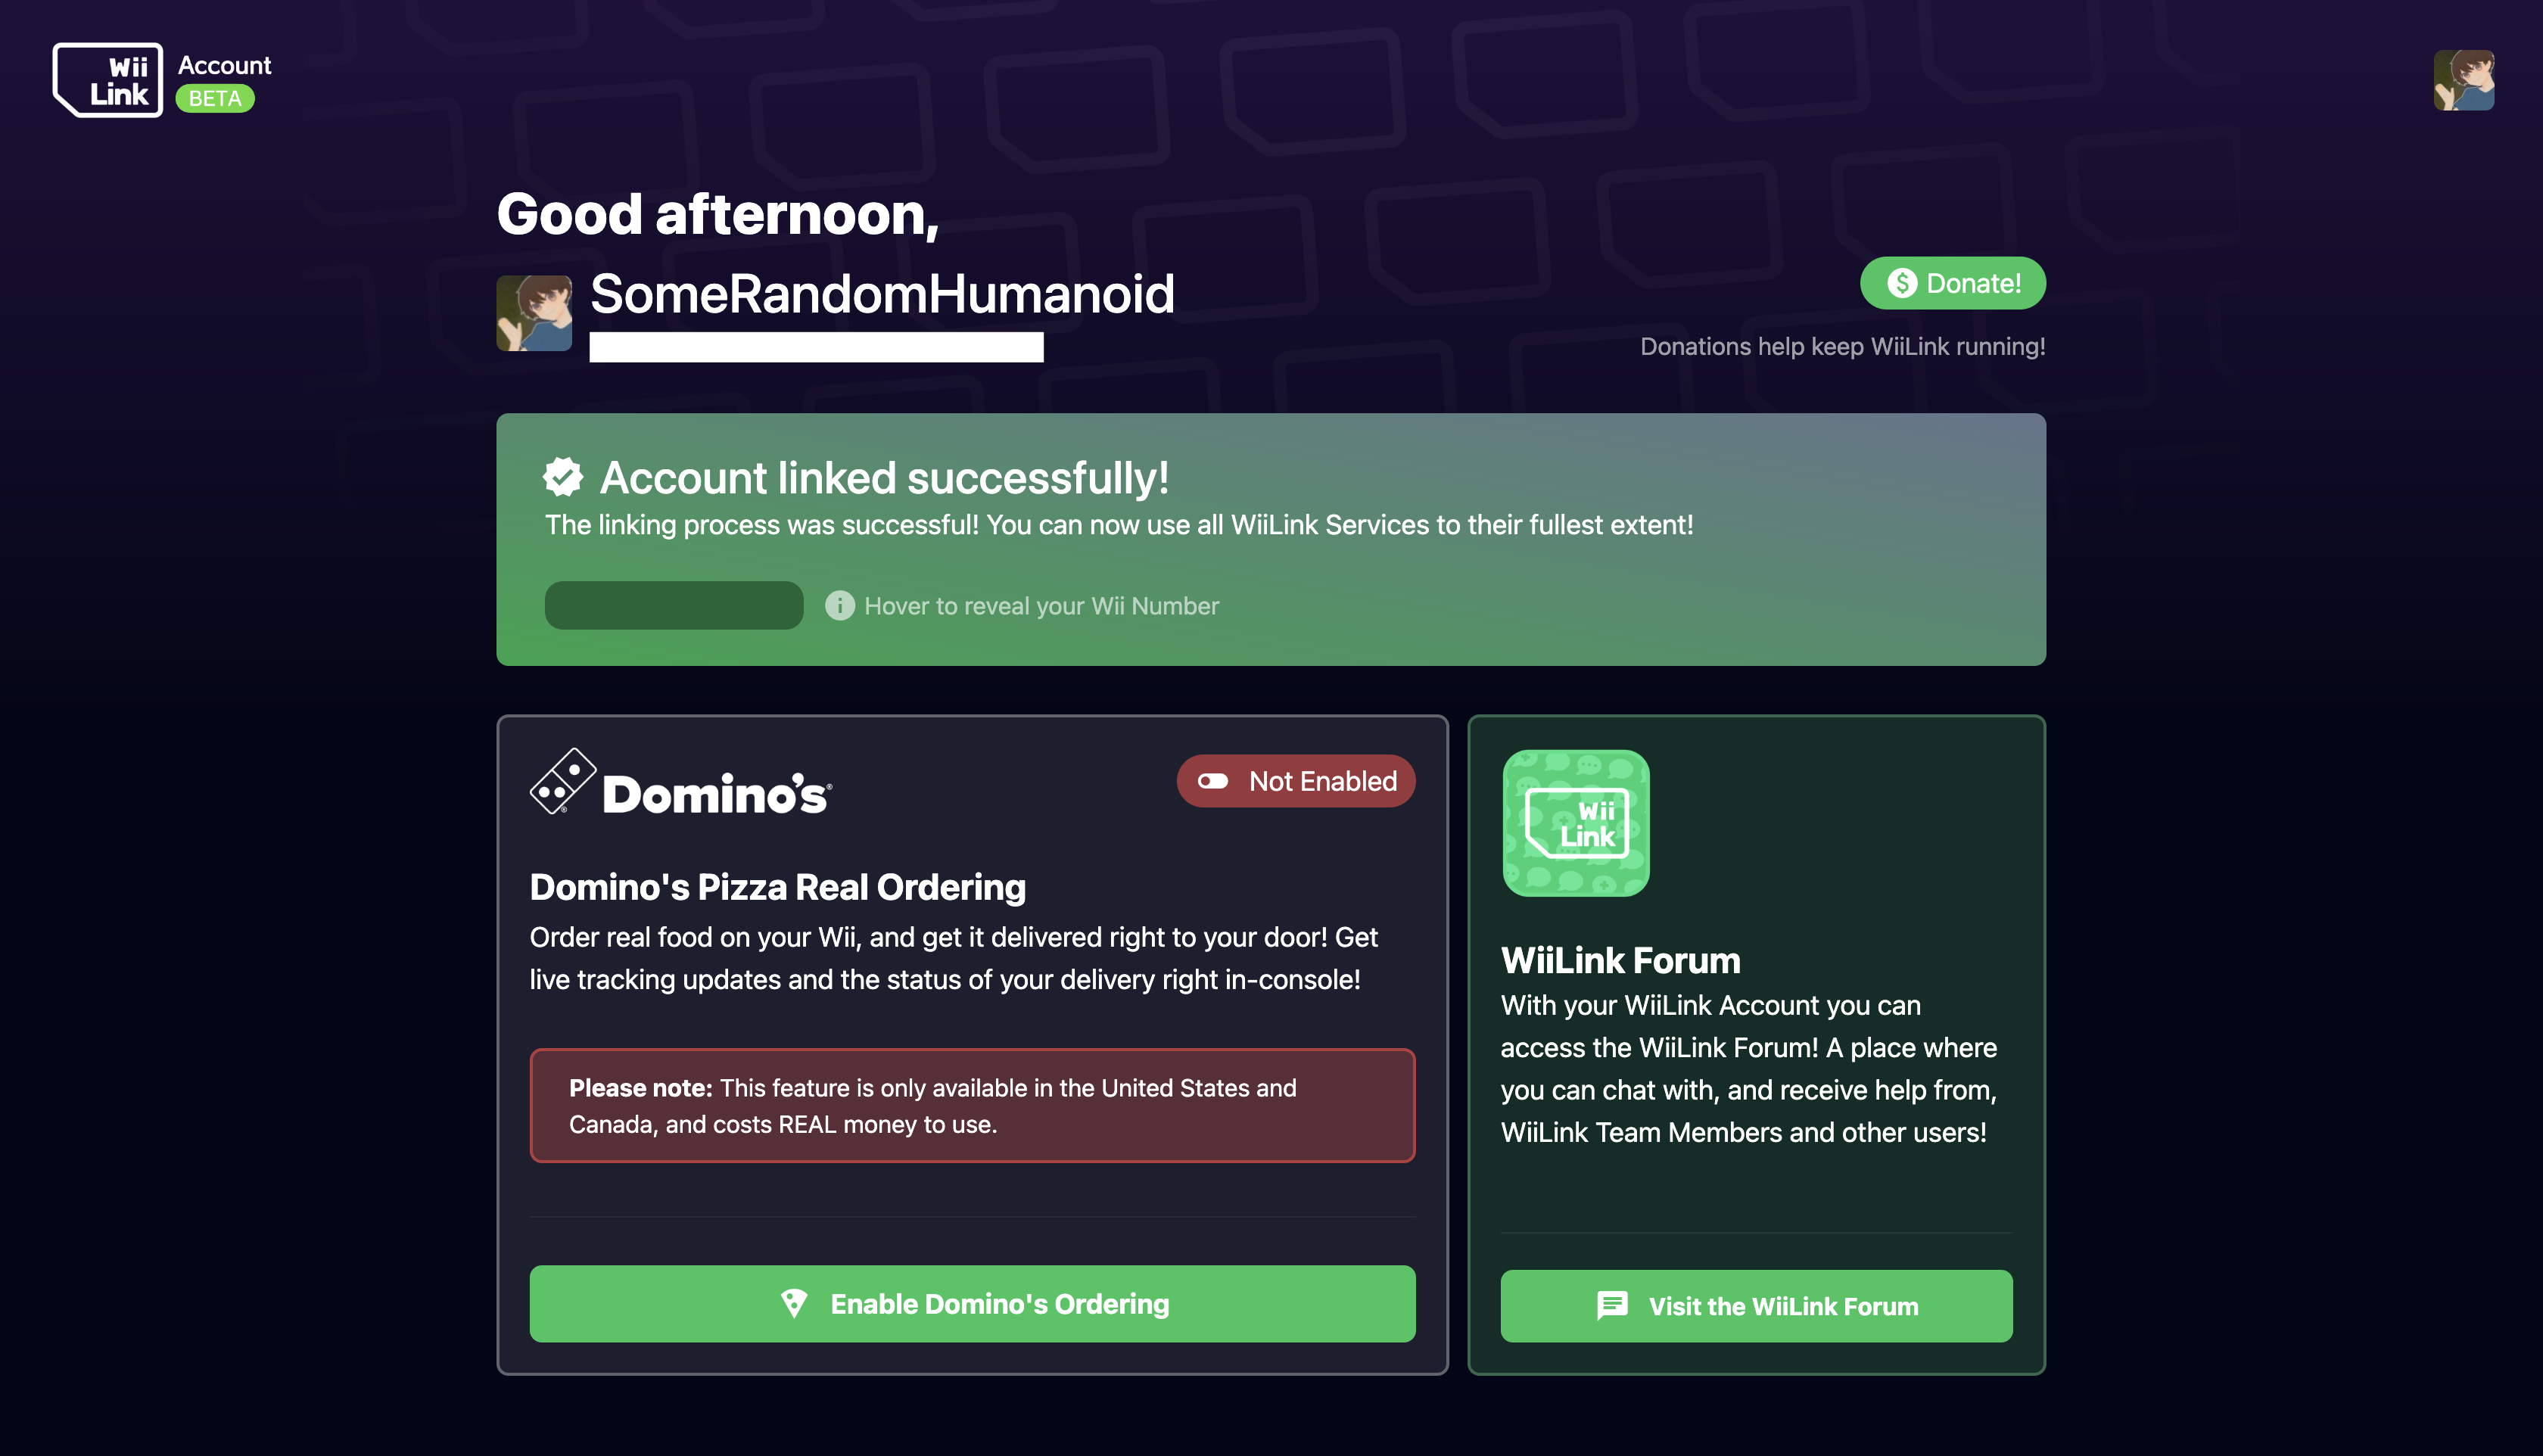 Wii
Link
Account
BETA
Good afternoon,
SomeRandomHumanoid
Donate!
Donations help keep WiiLink running!
Account linked successfully!
The linking process was successful! You can now use all WiiLink Services to their fullest extent!
Hover to reveal your Wii Number
Domino's®
Not Enabled
Domino's Pizza Real Ordering
Order real food on your Wii, and get it delivered right to your door! Get
live tracking updates and the status of your delivery right in-console!
Please note: This feature is only available in the United States and
Canada, and costs REAL money to use.
Enable Domino's Ordering
Wii
Link
WiiLink Forum
With your WiiLink Account you can
access the WiiLink Forum! A place where
you can chat with, and receive help from,
WiiLink Team Members and other users!
Visit the WiiLink Forum